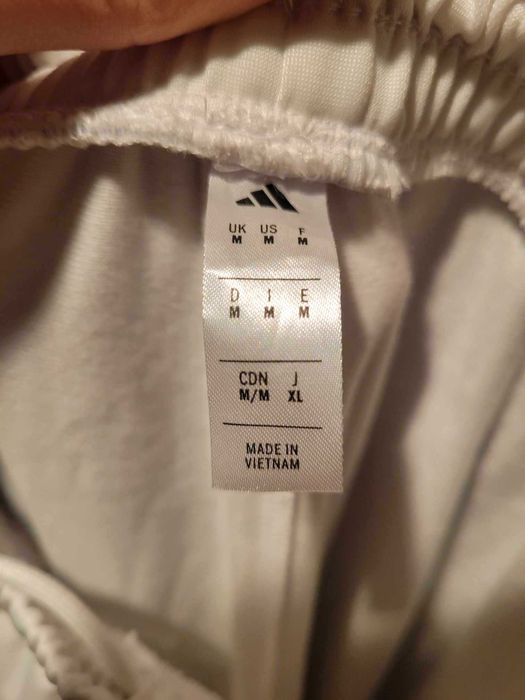 UK US F
M M M
D I E
M M M
CDN J
M/M XL
MADE IN
VIETNAM